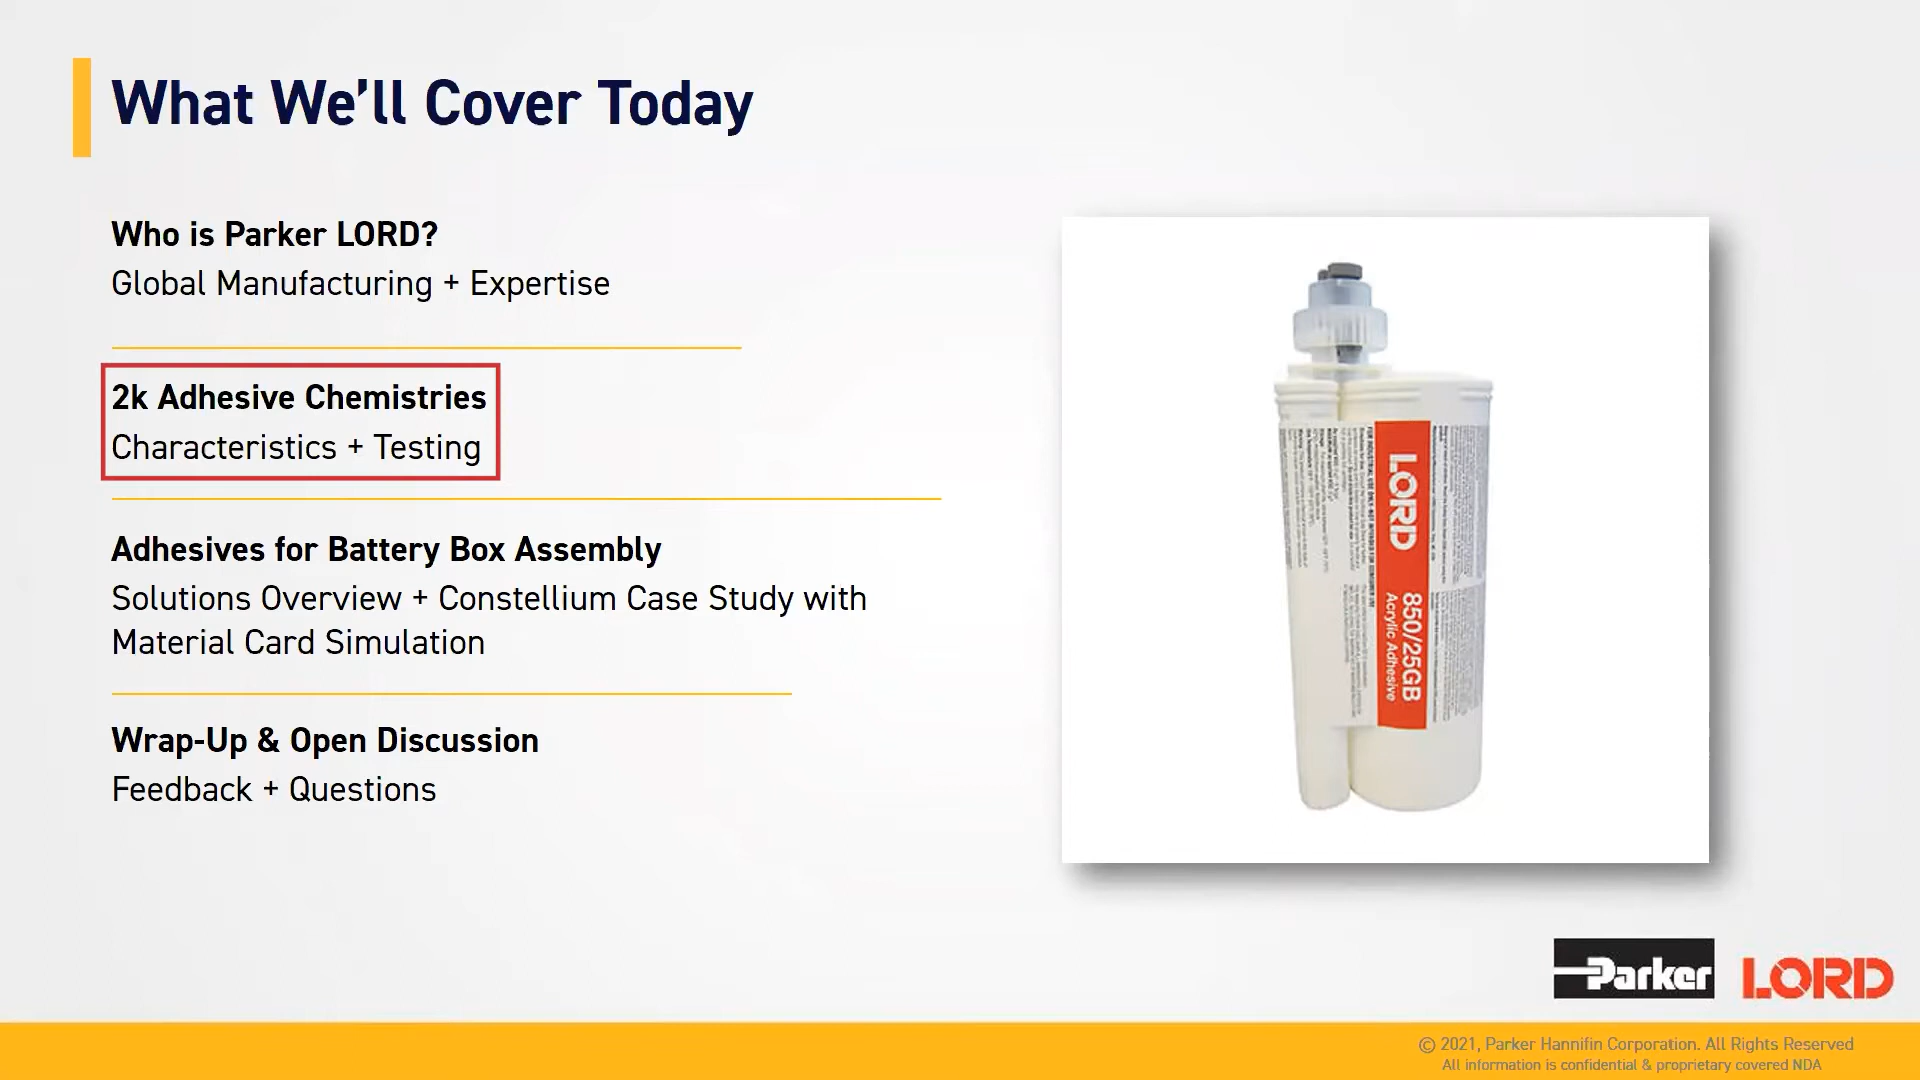 What We'll Cover Today
Who is Parker LORD?
Global Manufacturing + Expertise
2k Adhesive Chemistries
Characteristics + Testing
Adhesives for Battery Box Assembly
Solutions Overview + Constellium Case Study with
Material Card Simulation
Wrap-Up & Open Discussion
Feedback + Questions
LORD
850/25GB
Acrylic Adhesive
Parker LORD
© 2021, Parker Hannifin Corporation. All Rights Reserved
All information is confidential & proprietary covered NDA